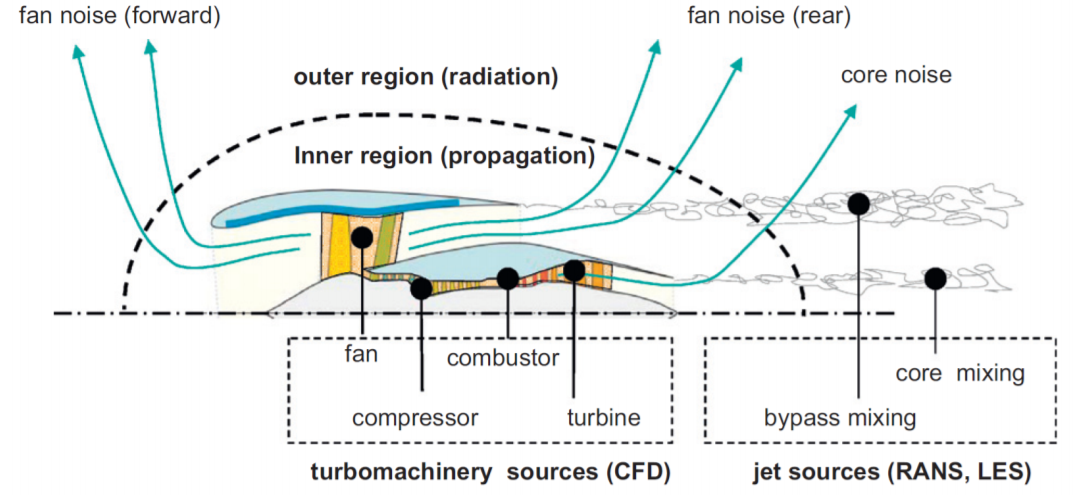 fan noise (forward)
fan noise (rear)
core noise
outer region (radiation)
Inner region (propagation)
fan
combustor
compressor
turbine
core mixing
bypass mixing
turbomachinery sources (CFD)
jet sources (RANS, LES)